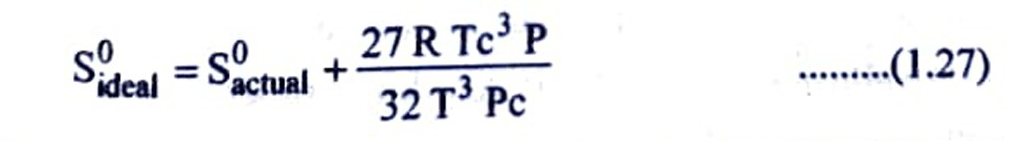 S⁰ideal = S⁰actual + 27 R Tc³ P / 32 T³ Pc .........(1.27)